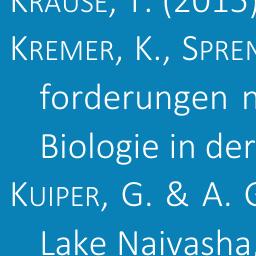 KRAUSE, T. (2015)
KREMER, K., SPREN
forderungen n
Biologie in der
KUIPER, G. & A. G
Lake Naivasha,